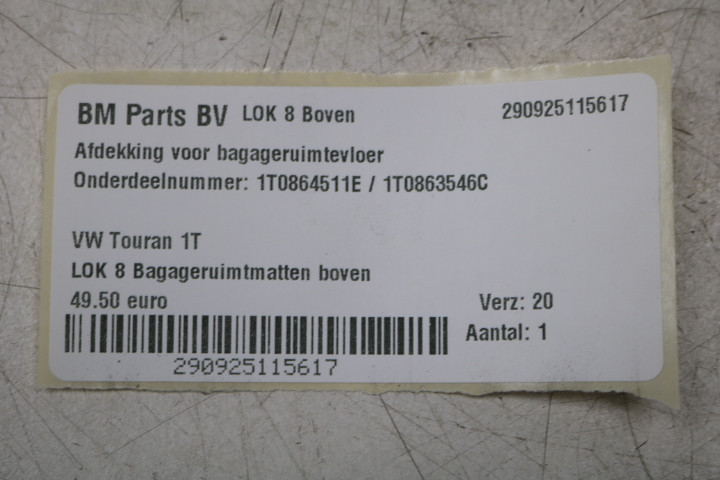 BM Parts BV LOK 8 Boven 290925115617
Afdekking voor bagageruimtevloer
Onderdeelnummer: 1T0864511E / 1T0863546C
VW Touran 1T
LOK 8 Bagageruimtmatten boven
49.50 euro Verz: 20
Aantal: 1
290925115617